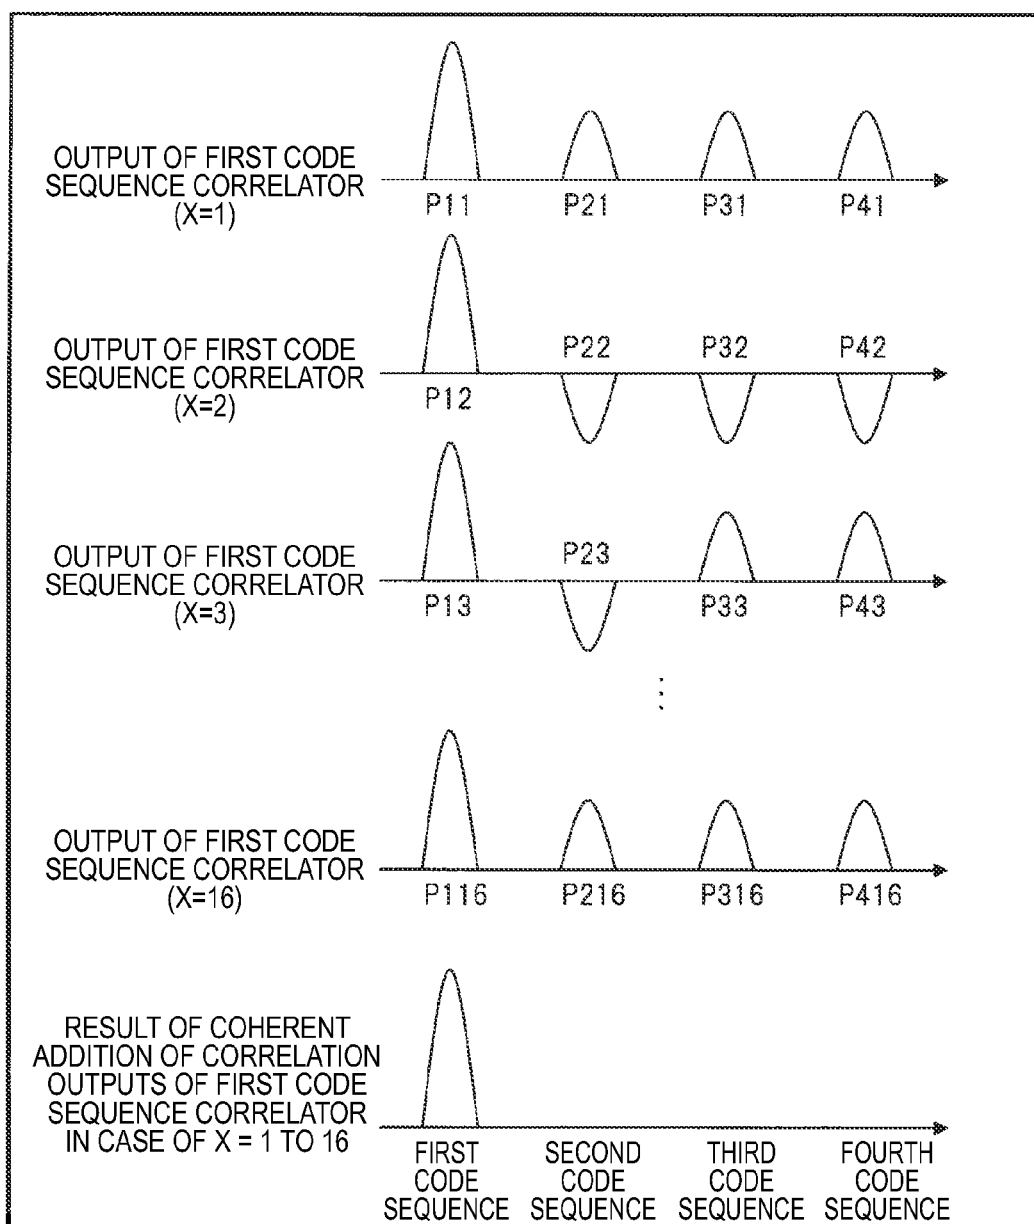 OUTPUT OF FIRST CODE
SEQUENCE CORRELATOR
(X=1)
P11 P21 P31 P41
OUTPUT OF FIRST CODE
SEQUENCE CORRELATOR
(X=2)
P22 P32 P42
P12
OUTPUT OF FIRST CODE
SEQUENCE CORRELATOR
(X=3)
P23
P13 P33 P43
OUTPUT OF FIRST CODE
SEQUENCE CORRELATOR
(X=16)
P116 P216 P316 P416
RESULT OF COHERENT
ADDITION OF CORRELATION
OUTPUTS OF FIRST CODE
SEQUENCE CORRELATOR
IN CASE OF X = 1 TO 16
FIRST
CODE
SEQUENCE
SECOND
CODE
SEQUENCE
THIRD
CODE
SEQUENCE
FOURTH
CODE
SEQUENCE